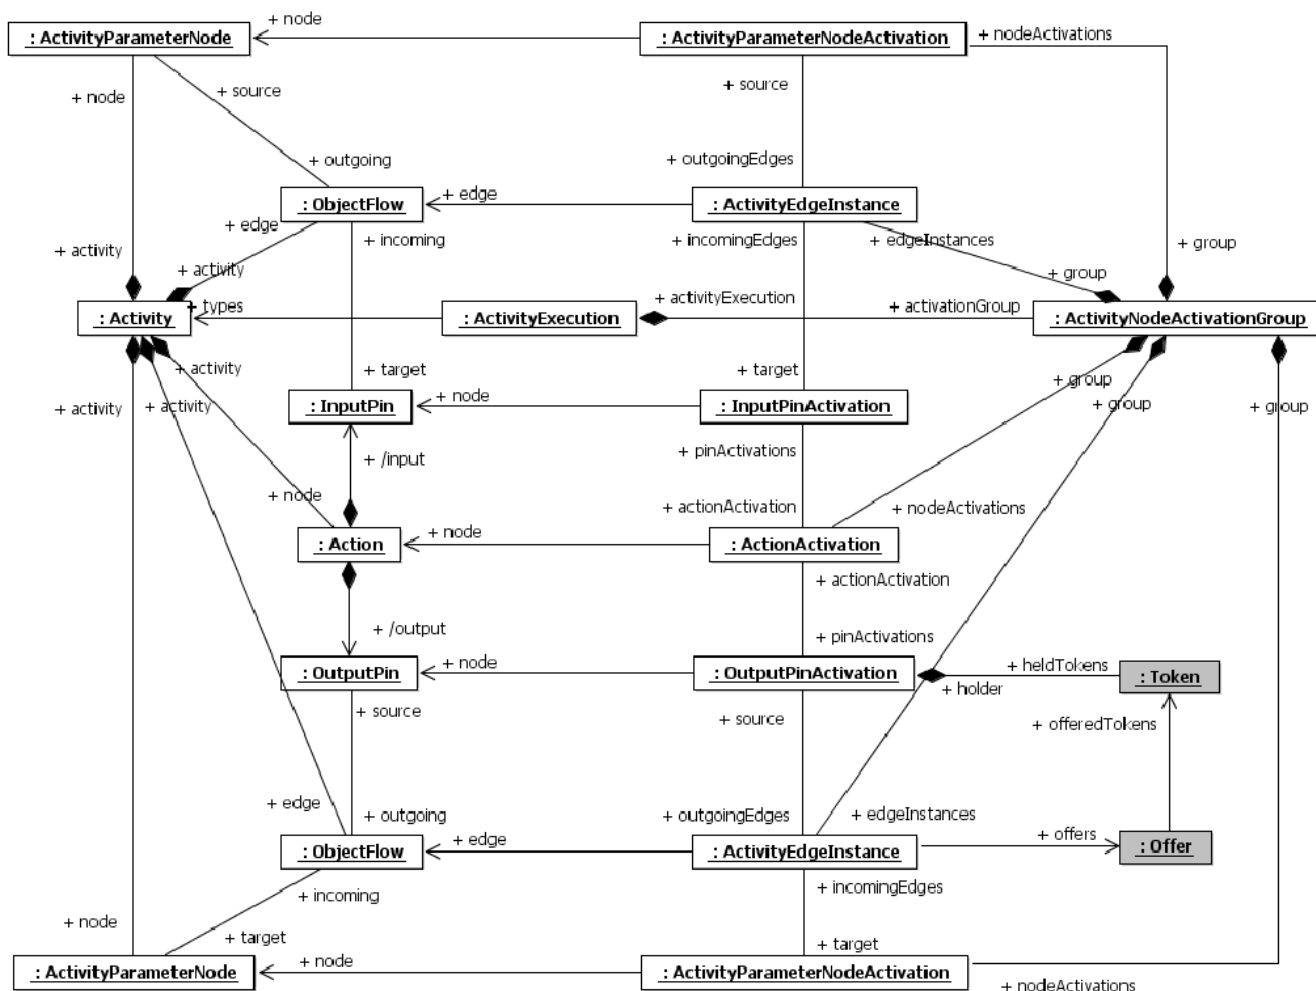 + node
: ActivityParameterNode
: ActivityParameterNodeActivation
+ nodeActivations
+ node
+ source
+ source
+ outgoing
+ outgoingEdges
: ObjectFlow
+ edge
: ActivityEdgeInstance
+ edge
+ incoming
+ incomingEdges
+ edgeInstances
+ activity
+ activity
+ group
+ group
+ types
+ activityExecution
+ activationGroup
: Activity
: ActivityExecution
: ActivityNodeActivationGroup
+ activity
+ target
+ target
+ group
+ activity
+ activity
+ group
+ group
: InputPin
+ node
: InputPinActivation
+ /input
+ pinActivations
+ node
+ actionActivation
+ nodeActivations
: Action
+ node
: ActionActivation
+ actionActivation
+ /output
+ pinActivations
: OutputPin
+ node
: OutputPinActivation
+ heldTokens
+ holder
: Token
+ source
+ source
+ offeredTokens
+ edge
+ outgoing
+ outgoingEdges
+ edgeInstances
: ObjectFlow
+ edge
: ActivityEdgeInstance
+ offers
: Offer
+ incoming
+ incomingEdges
+ node
+ target
+ target
: ActivityParameterNode
+ node
: ActivityParameterNodeActivation
+ nodeActivations